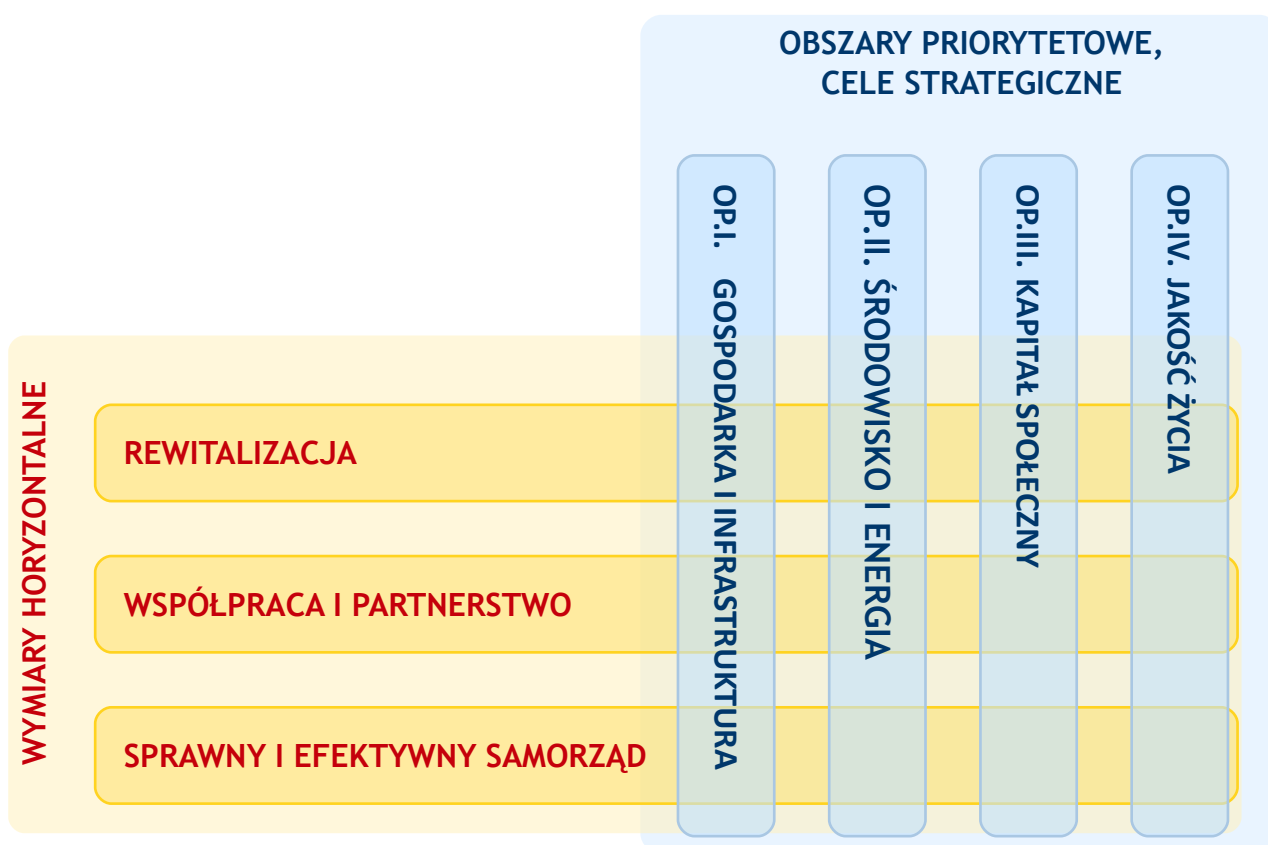 OBSZARY PRIORYTETOWE,
CELE STRATEGICZNE
OP.I. GOSPODARKA I INFRASTRUKTURA
OP.II. ŚRODOWISKO I ENERGIA
OP.III. KAPITAŁ SPOŁECZNY
OP.IV. JAKOŚĆ ŻYCIA
WYMIARY HORYZONTALNE
REWITALIZACJA
WSPÓŁPRACA I PARTNERSTWO
SPRAWNY I EFEKTYWNY SAMORZĄD